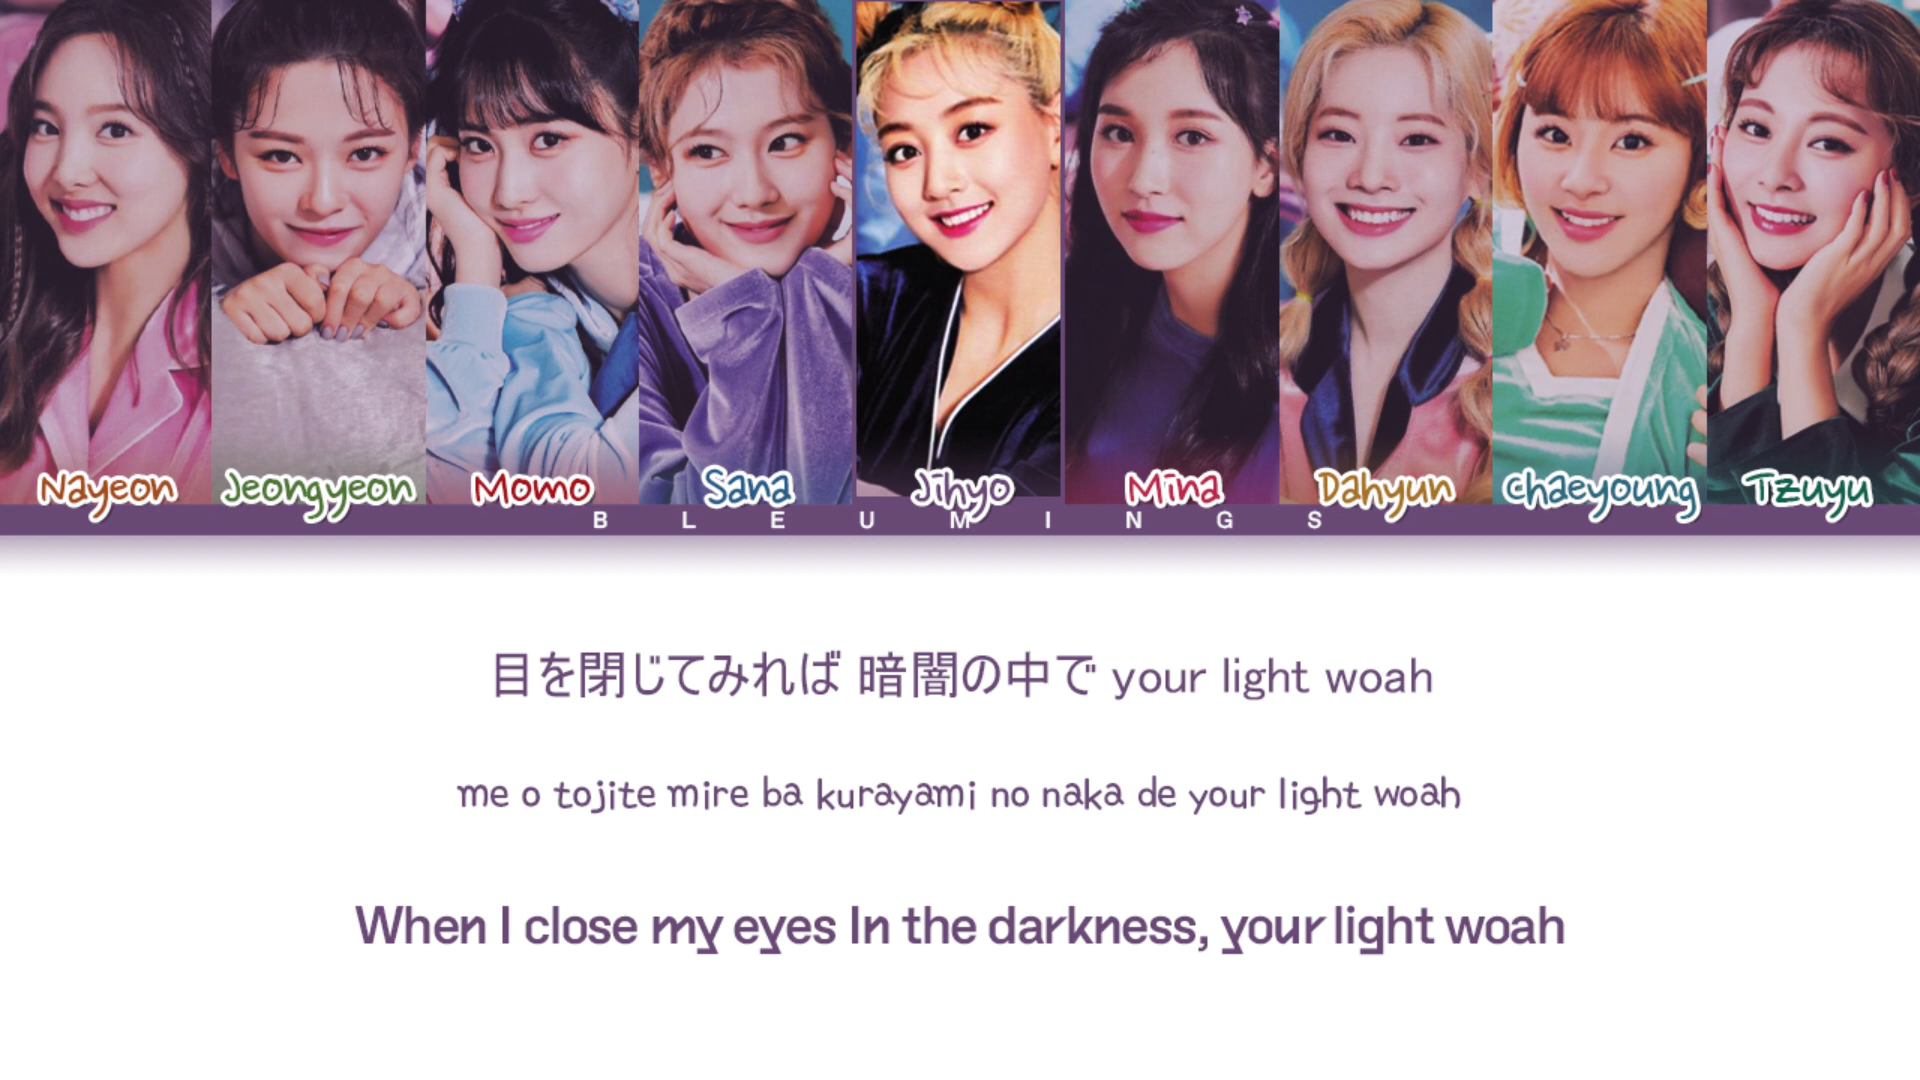 Nayeon Jeongyeon Momo Sana Jihyo Mina Dahyun chaeyoung Tzuyu
BLEUMINGS
目を閉じてみれば 暗闇の中で your light woah
me o tojite mire ba kurayami no naka de your light woah
When I close my eyes In the darkness, your light woah